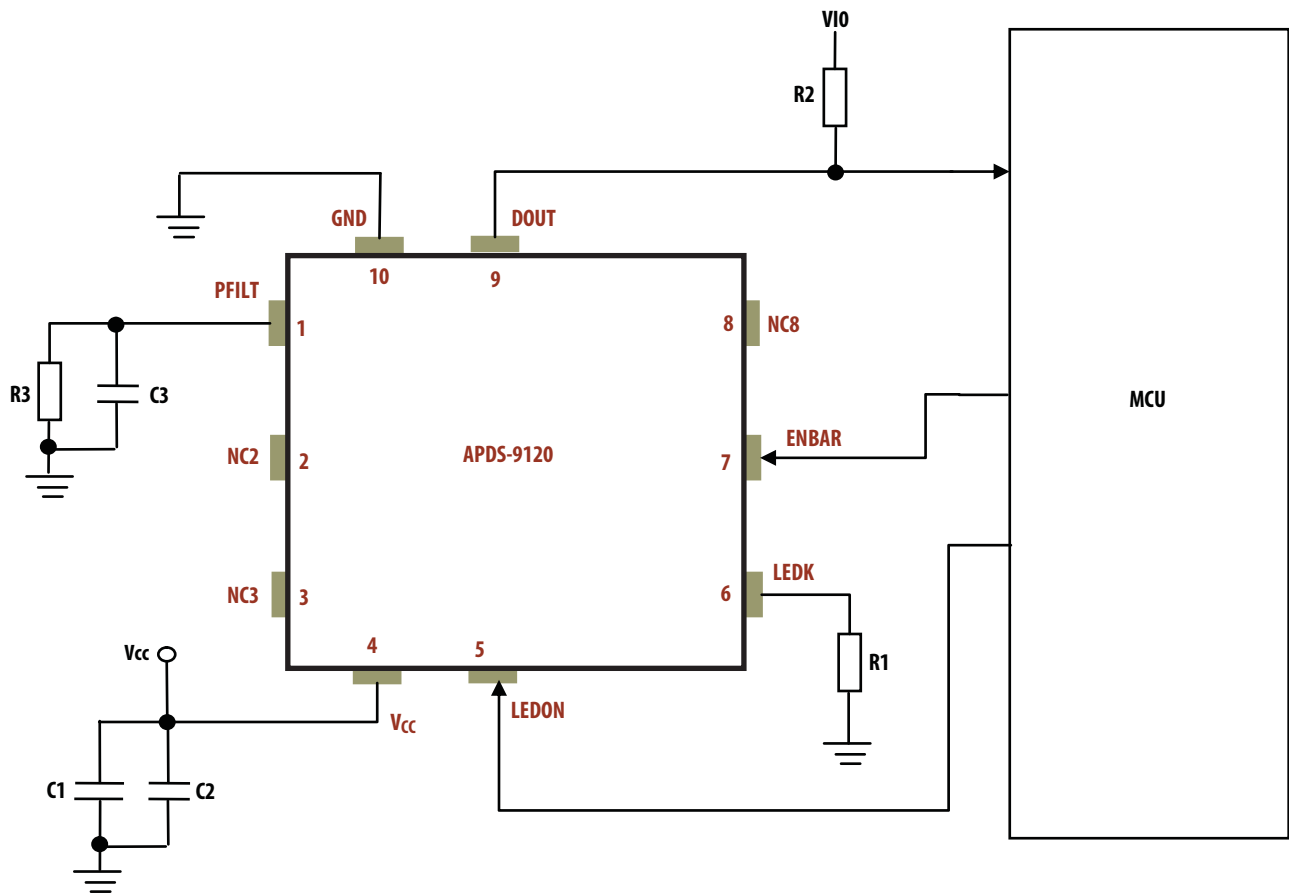 VIO
R2
GND
DOUT
10
9
PFILT
1
8
NC8
R3
C3
MCU
ENBAR
NC2
2
APDS-9120
7
LEDK
NC3
3
6
Vcc
4
5
R1
VCC
LEDON
C1
C2